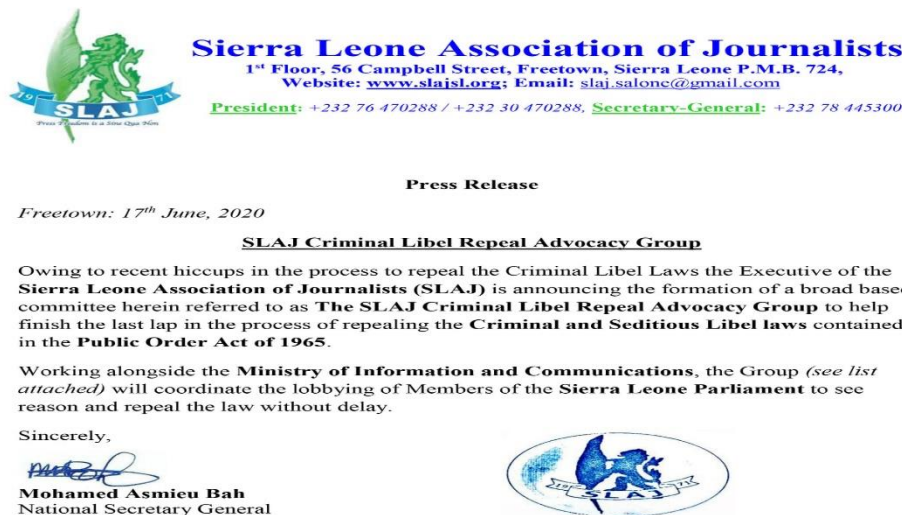 19 71
SLAJ
Press Freedom is a Sine Qua Non
Sierra Leone Association of Journalists
1st Floor, 56 Campbell Street, Freetown, Sierra Leone P.M.B. 724,
Website: www.slajsl.org; Email: slaj.salone@gmail.com
President: +232 76 470288 / +232 30 470288, Secretary-General: +232 78 445300
Press Release
Freetown: 17th June, 2020
SLAJ Criminal Libel Repeal Advocacy Group
Owing to recent hiccups in the process to repeal the Criminal Libel Laws the Executive of the
Sierra Leone Association of Journalists (SLAJ) is announcing the formation of a broad base
committee herein referred to as The SLAJ Criminal Libel Repeal Advocacy Group to help
finish the last lap in the process of repealing the Criminal and Seditious Libel laws contained
in the Public Order Act of 1965.
Working alongside the Ministry of Information and Communications, the Group (see list
attached) will coordinate the lobbying of Members of the Sierra Leone Parliament to see
reason and repeal the law without delay.
Sincerely,
Mohamed Asmieu Bah
National Secretary General
19 71
SLAJ